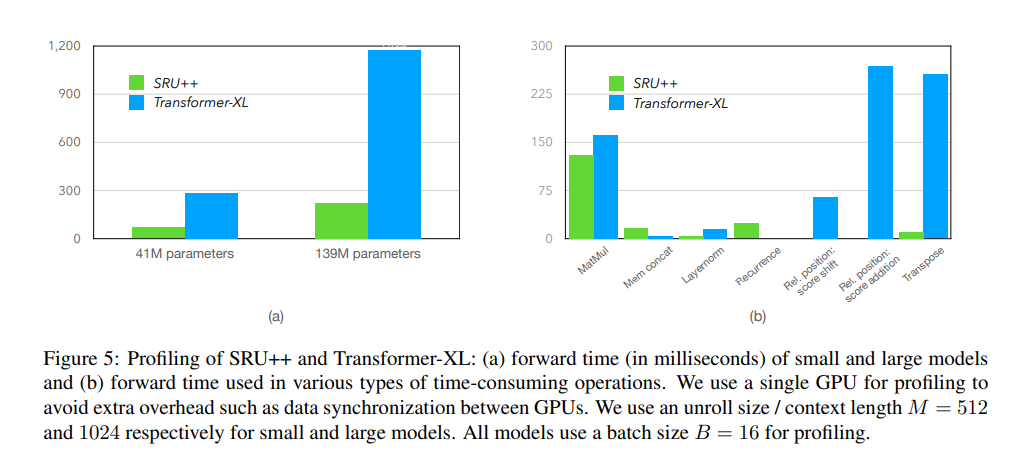 1,200
900
600
300
0
SRU++
Transformer-XL
41M parameters
139M parameters
(a)
300
225
150
75
0
SRU++
Transformer-XL
MatMul
Mem concat
Layernorm
Recurrence
Rel. position:
score shift
Rel. position:
score addition
Transpose
(b)
Figure 5: Profiling of SRU++ and Transformer-XL: (a) forward time (in milliseconds) of small and large models
and (b) forward time used in various types of time-consuming operations. We use a single GPU for profiling to
avoid extra overhead such as data synchronization between GPUs. We use an unroll size / context length M = 512
and 1024 respectively for small and large models. All models use a batch size B = 16 for profiling.